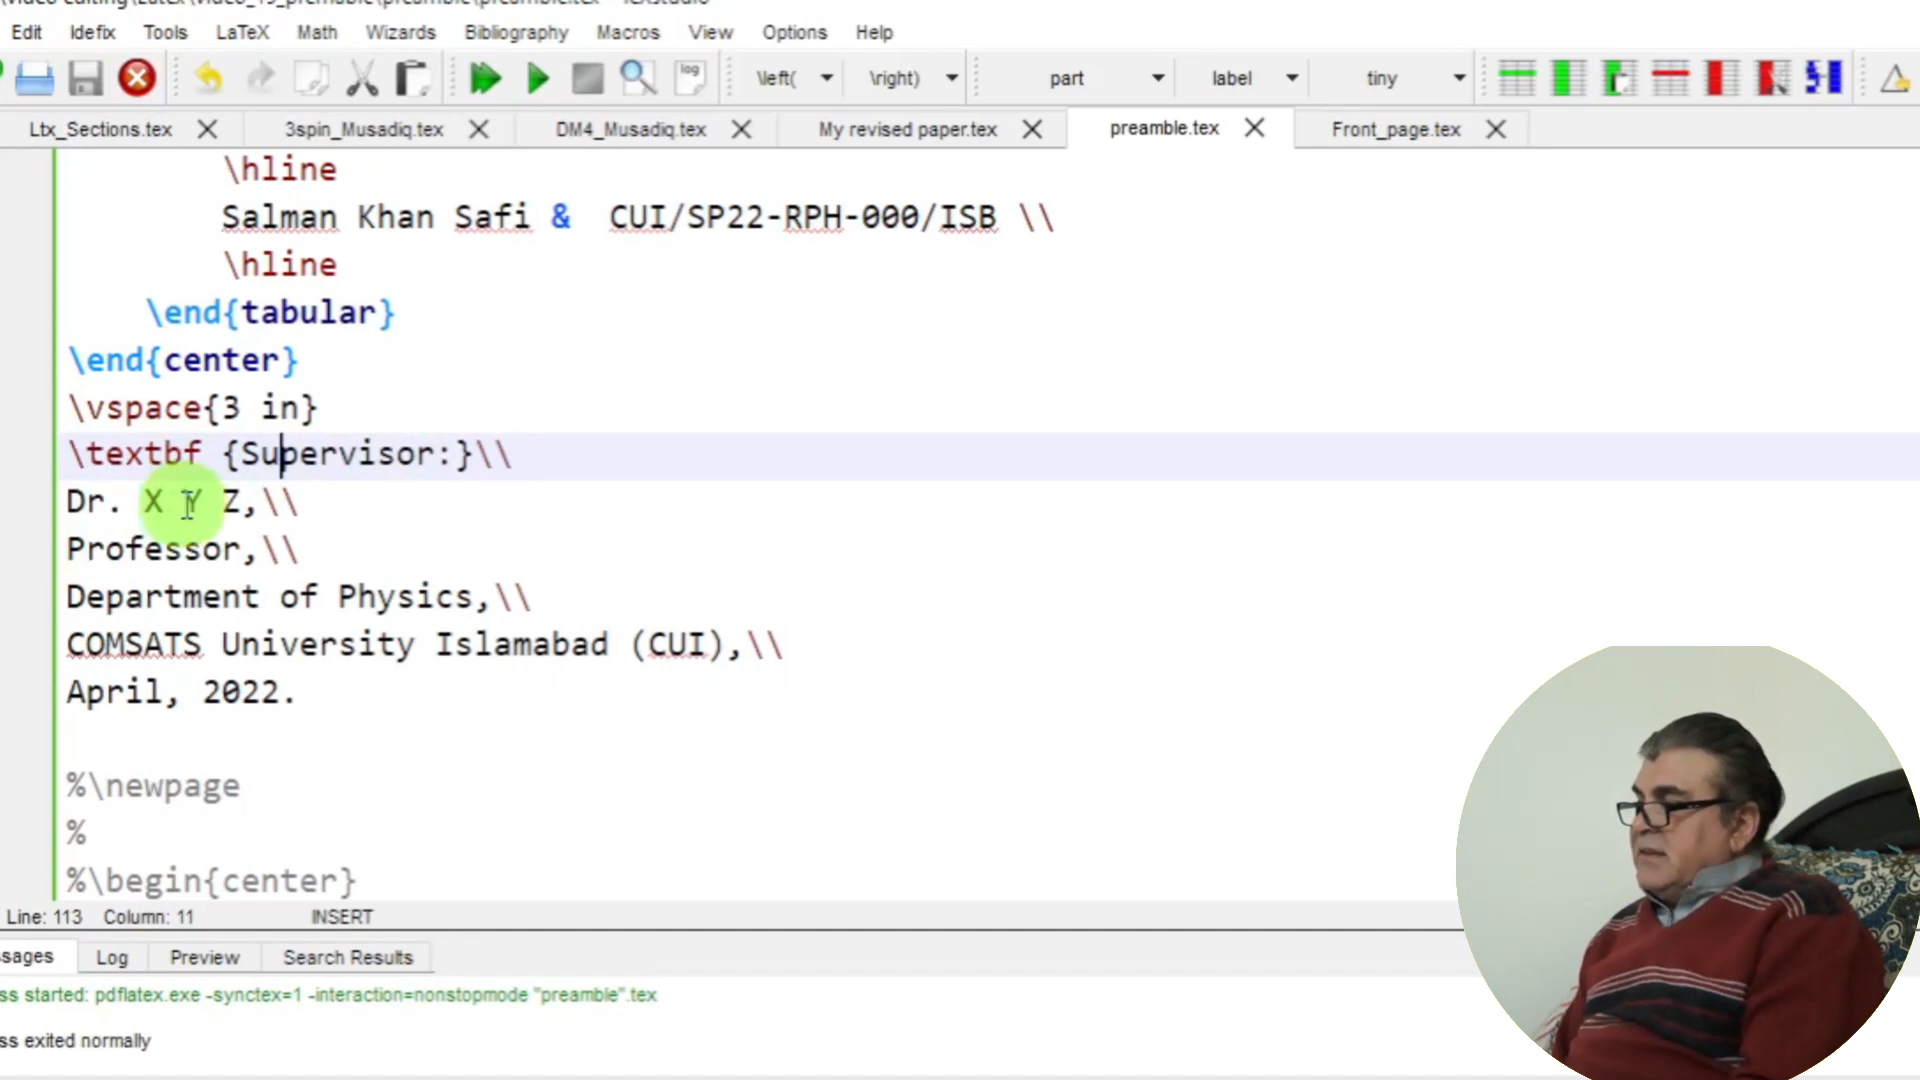 Edit Idefix Tools LaTeX Math Wizards Bibliography Macros View Options Help
log \left( \right) part label tiny
Ltx_Sections.tex 3spin_Musadiq.tex DM4_Musadiq.tex My revised paper.tex preamble.tex Front_page.tex
\hline
Salman Khan Safi & CUI/SP22-RPH-000/ISB \\
\hline
\end{tabular}
\end{center}
\vspace{3 in}
\textbf {Supervisor:}\\
Dr. X Y Z,\\
Professor,\\
Department of Physics,\\
COMSATS University Islamabad (CUI),\\
April, 2022.
%\newpage
%
%\begin{center}
Line: 113 Column: 11 INSERT
ssages Log Preview Search Results
ss started: pdflatex.exe -synctex=1 -interaction=nonstopmode "preamble".tex
ss exited normally